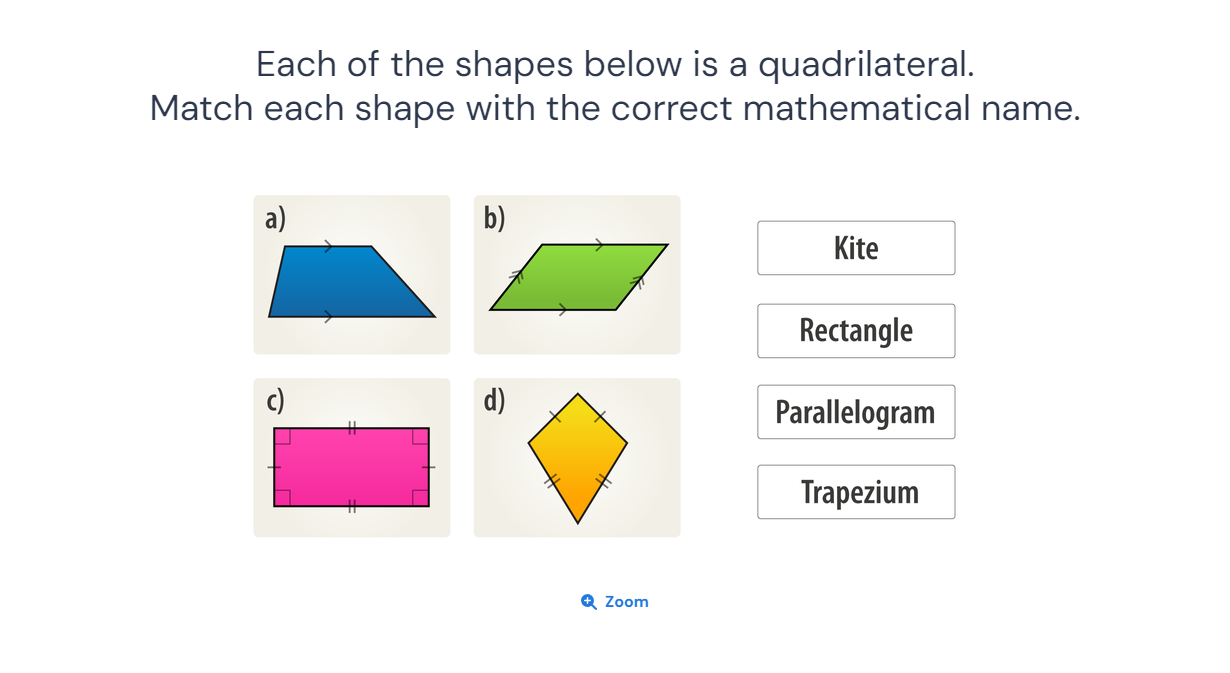 Each of the shapes below is a quadrilateral.
Match each shape with the correct mathematical name.
a)
b)
c)
d)
Kite
Rectangle
Parallelogram
Trapezium
Zoom